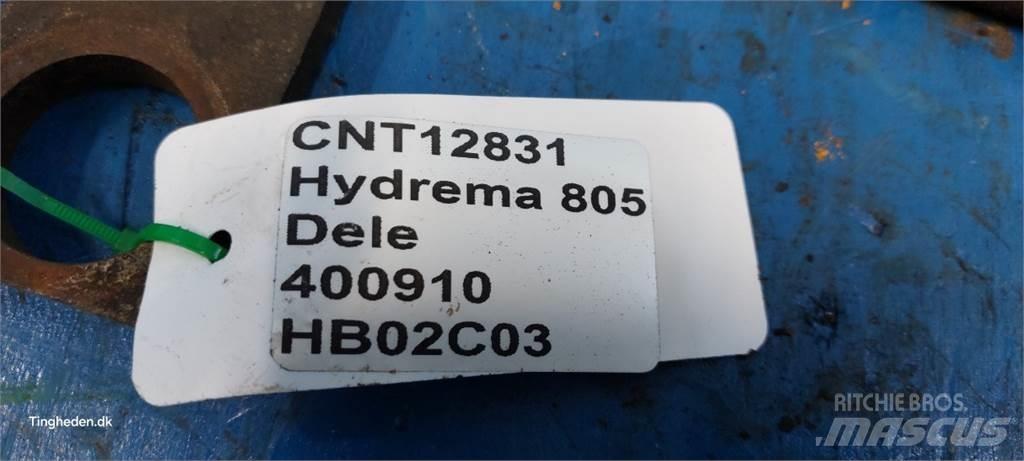 CNT12831
Hydrema 805
Dele
400910
HB02C03
Tingheden.dk
RITCHIE BROS.
MASCUS